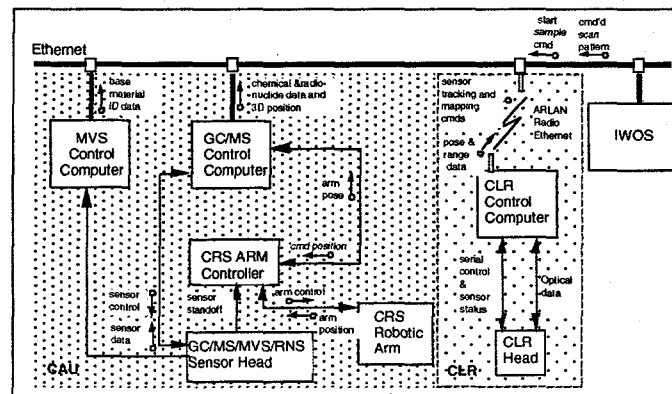 Ethernet
start
sample
cmd
cmd'd
scan
pattern
base
material
ID data
chemical &radio-
nuclide data and
3D position
sensor
tracking and
mapping
cmds
ARLAN
Radio
Ethernet
pose &
range
data
IWOS
MVS
Control
Computer
GC/MS
Control
Computer
arm
pose
CLR
Control
Computer
CRS ARM
Controller
cmd position
sensor
control
sensor
data
sensor
standoff
arm control
arm
position
serial
control
&
sensor
status
Optical
data
GC/MS/MVS/RNS
Sensor Head
CRS
Robotic
Arm
CLR
Head
CAU
CLR